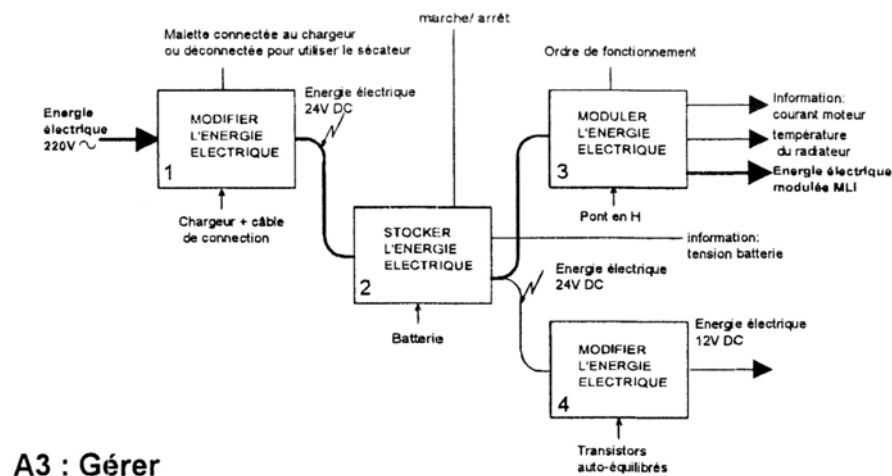 marche/ arrêt
Malette connectée au chargeur
ou déconnectée pour utiliser le sécateur
Ordre de fonctionnement
Energie
électrique
220V ~
MODIFIER
L'ENERGIE
ELECTRIQUE
1
Energie électrique
24V DC
Chargeur + câble
de connection
MODULER
L'ENERGIE
ELECTRIQUE
3
Information:
courant moteur
température
du radiateur
Energie électrique
modulée MLI
Pont en H
STOCKER
L'ENERGIE
ELECTRIQUE
2
information:
tension batterie
Batterie
Energie électrique
24V DC
MODIFIER
L'ENERGIE
ELECTRIQUE
4
Energie électrique
12V DC
Transistors
auto-équilibrés
A3 : Gérer